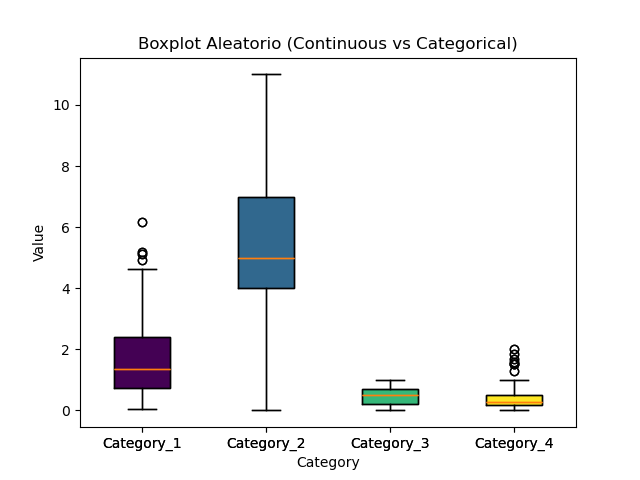 Boxplot Aleatorio (Continuous vs Categorical)
10
8
6
4
2
0
Value
Category_1 Category_2 Category_3 Category_4
Category